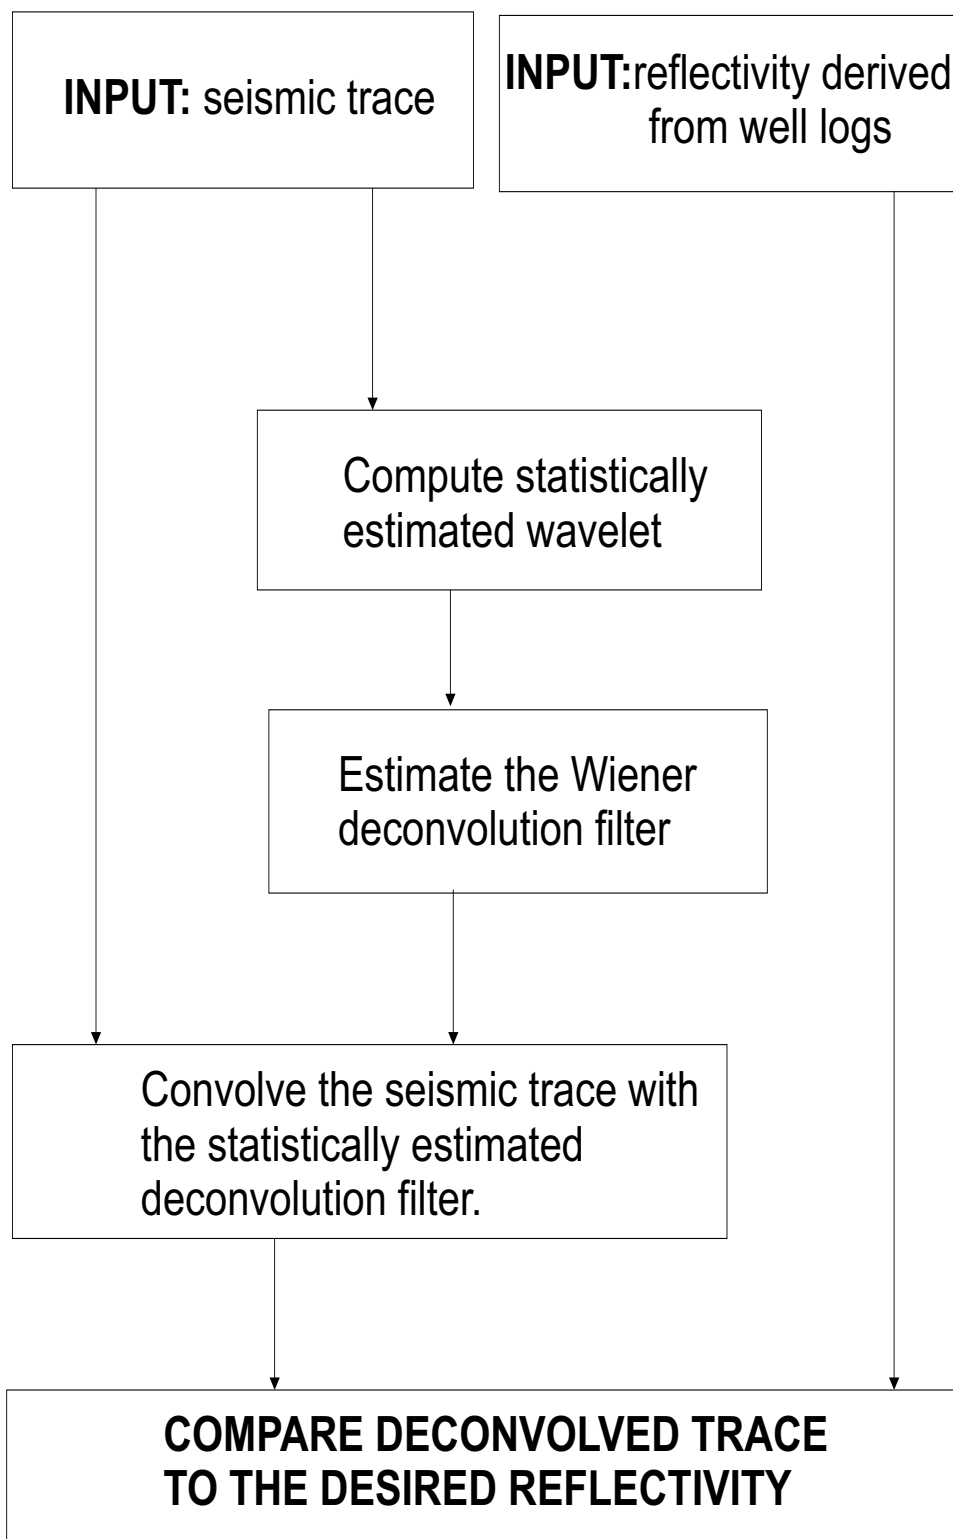 INPUT: seismic trace
INPUT:reflectivity derived
from well logs
Compute statistically
estimated wavelet
Estimate the Wiener
deconvolution filter
Convolve the seismic trace with
the statistically estimated
deconvolution filter.
COMPARE DECONVOLVED TRACE
TO THE DESIRED REFLECTIVITY